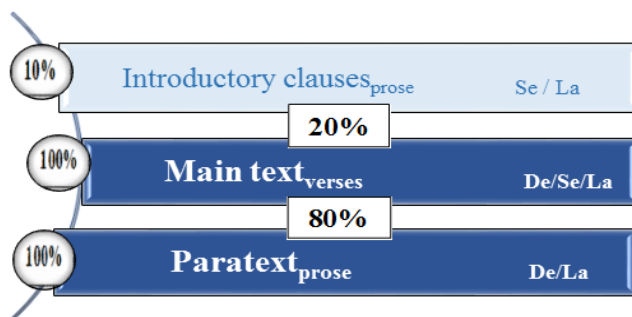 10% Introductory clauses prose Se / La
20%
100% Main text verses De/Se/La
80%
100% Paratext prose De/La